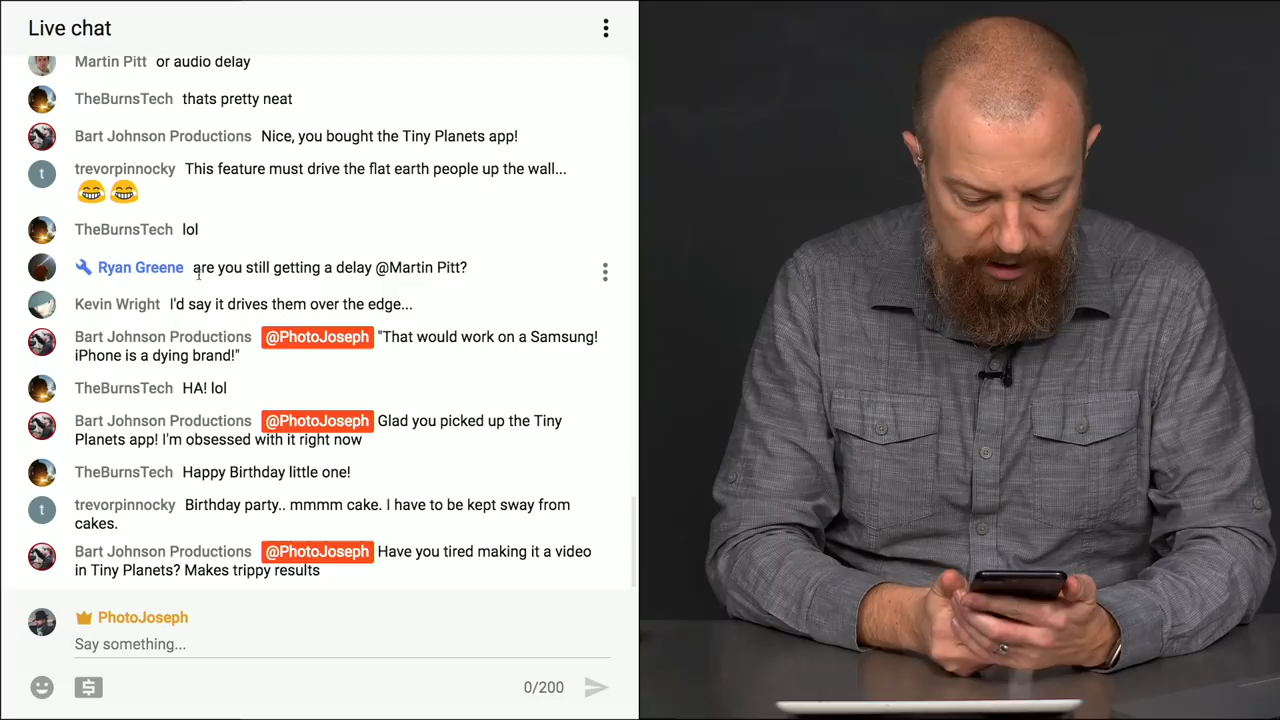 Live chat
Martin Pitt or audio delay
TheBurnsTech thats pretty neat
Bart Johnson Productions Nice, you bought the Tiny Planets app!
t trevorpinnocky This feature must drive the flat earth people up the wall...
😂 😂
TheBurnsTech lol
Ryan Greene are you still getting a delay @Martin Pitt?
Kevin Wright I'd say it drives them over the edge...
Bart Johnson Productions @PhotoJoseph "That would work on a Samsung!
iPhone is a dying brand!"
TheBurnsTech HA! lol
Bart Johnson Productions @PhotoJoseph Glad you picked up the Tiny
Planets app! I'm obsessed with it right now
TheBurnsTech Happy Birthday little one!
t trevorpinnocky Birthday party.. mmmm cake. I have to be kept sway from
cakes.
Bart Johnson Productions @PhotoJoseph Have you tired making it a video
in Tiny Planets? Makes trippy results
PhotoJoseph
Say something...
$ 0/200